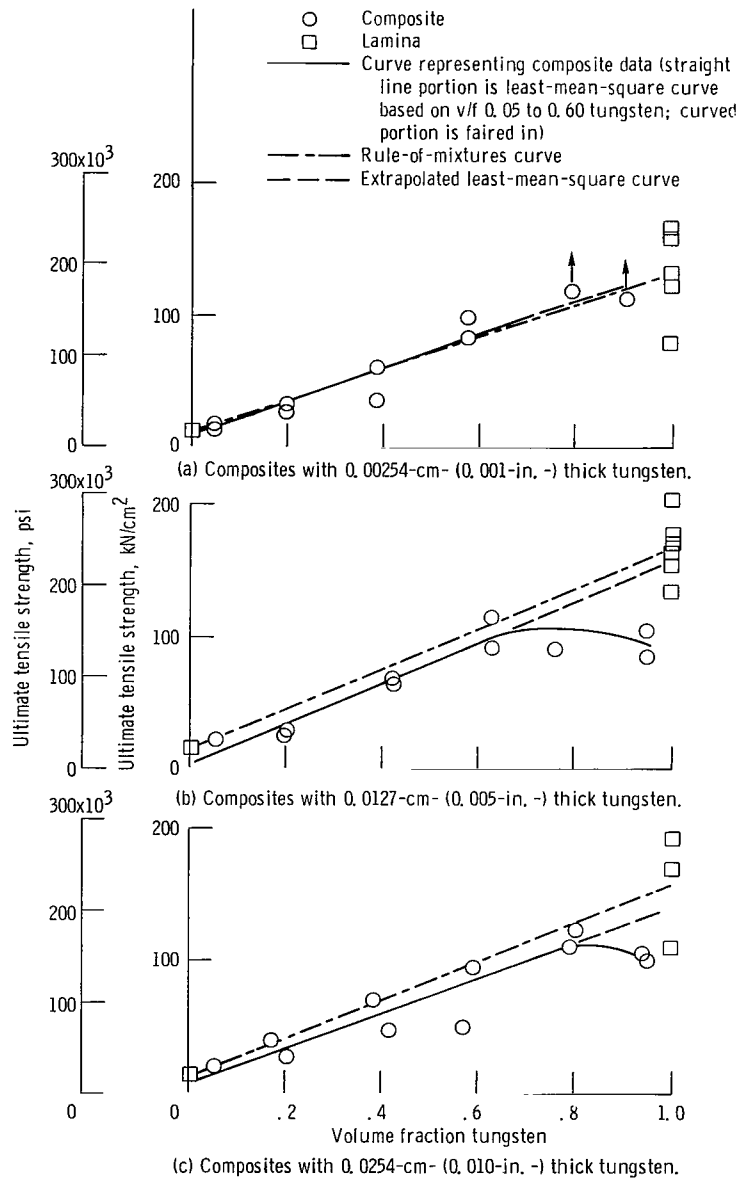 Composite
Lamina
Curve representing composite data (straight
line portion is least-mean-square curve
based on v/f 0.05 to 0.60 tungsten; curved
portion is faired in)
Rule-of-mixtures curve
Extrapolated least-mean-square curve
300x10³
200
200
100
100
0
0
(a) Composites with 0.00254-cm- (0.001-in.-) thick tungsten.
Ultimate tensile strength, psi
Ultimate tensile strength, kN/cm²
300x10³
200
200
100
100
0
0
(b) Composites with 0.0127-cm- (0.005-in.-) thick tungsten.
300x10³
200
200
100
100
0
0 .2 .4 .6 .8 1.0
Volume fraction tungsten
(c) Composites with 0.0254-cm- (0.010-in.-) thick tungsten.